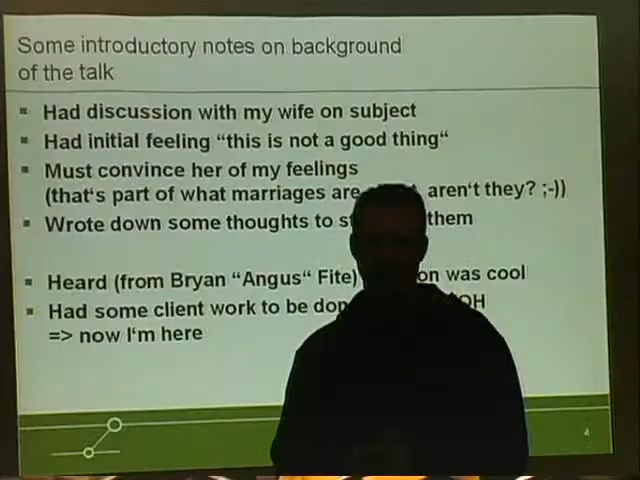 Some introductory notes on background
of the talk
Had discussion with my wife on subject
Had initial feeling “this is not a good thing“
Must convince her of my feelings
(that‘s part of what marriages are aren‘t they? ;-))
Wrote down some thoughts to them
Heard (from Bryan “Angus“ Fite) was cool
Had some client work to be OH
=> now I‘m here
4